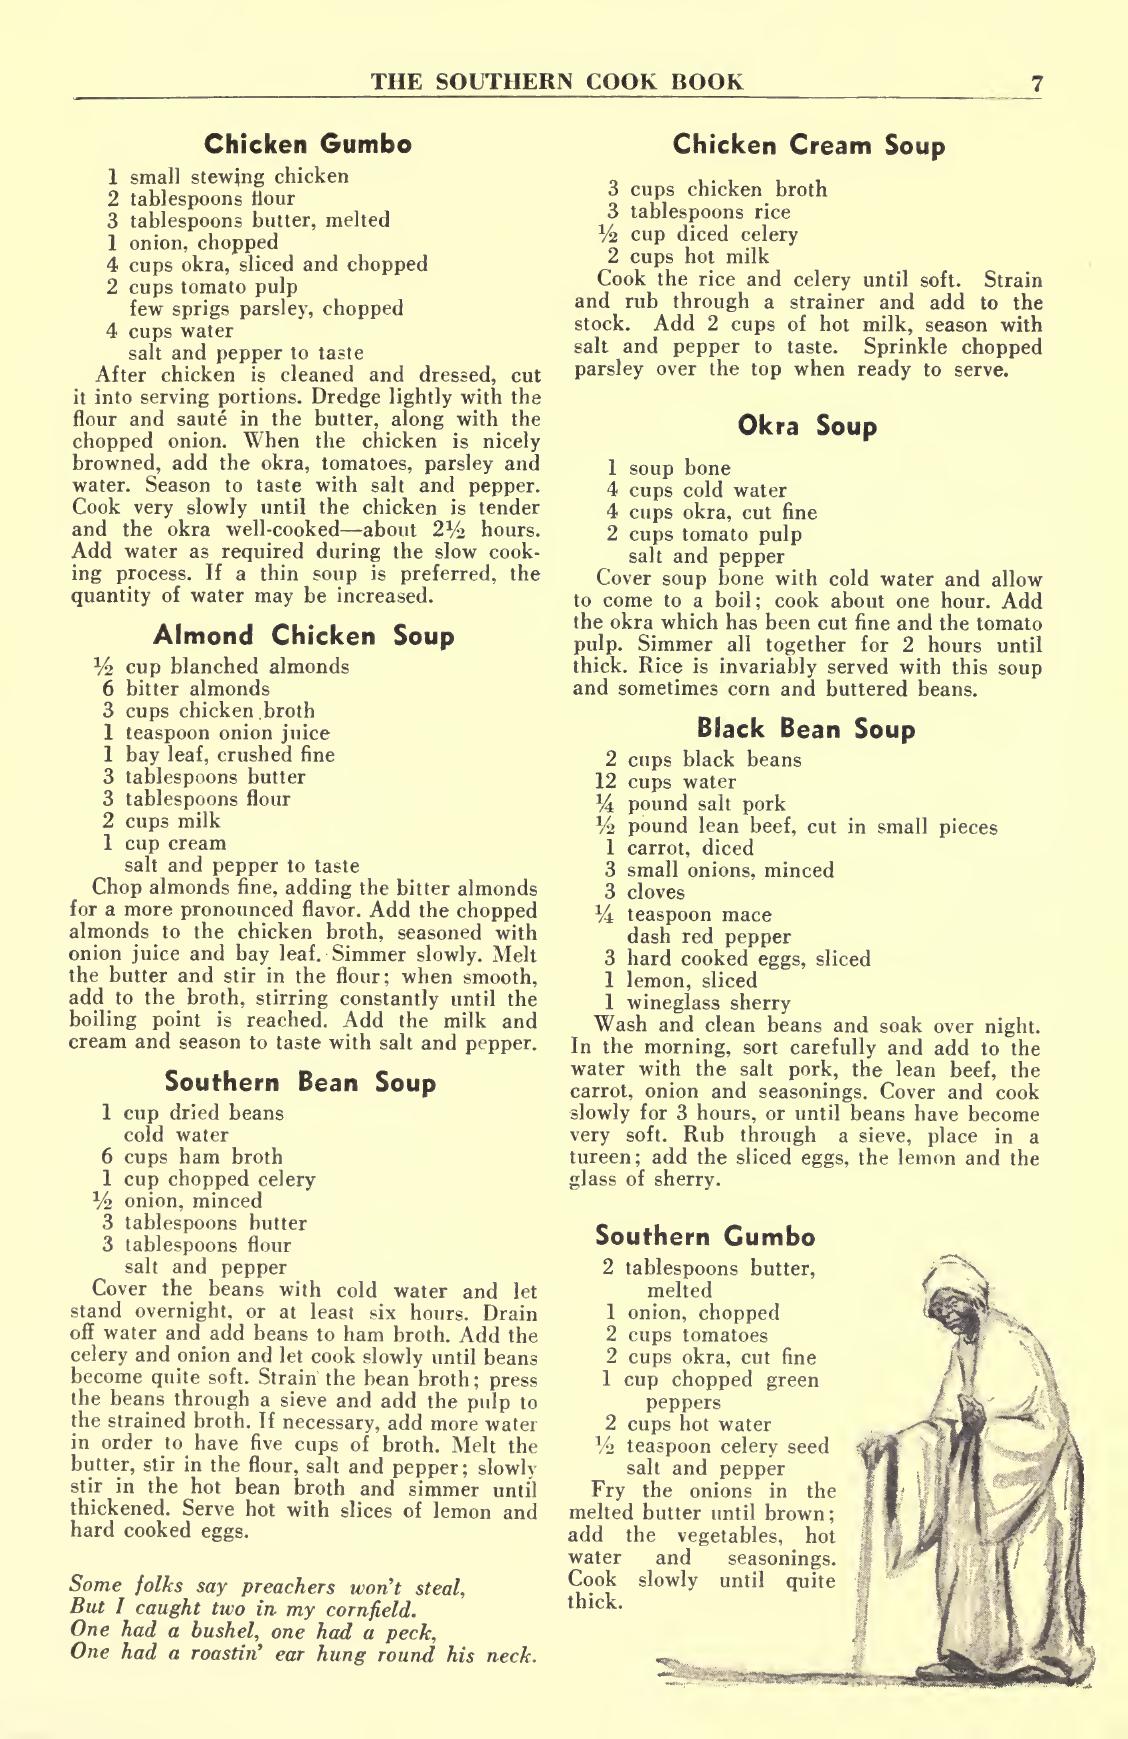 THE SOUTHERN COOK BOOK 7
Chicken Gumbo
1 small stewing chicken
2 tablespoons flour
3 tablespoons butter, melted
1 onion, chopped
4 cups okra, sliced and chopped
2 cups tomato pulp
few sprigs parsley, chopped
4 cups water
salt and pepper to taste
After chicken is cleaned and dressed, cut
it into serving portions. Dredge lightly with the
flour and sauté in the butter, along with the
chopped onion. When the chicken is nicely
browned, add the okra, tomatoes, parsley and
water. Season to taste with salt and pepper.
Cook very slowly until the chicken is tender
and the okra well-cooked—about 2½ hours.
Add water as required during the slow cook-
ing process. If a thin soup is preferred, the
quantity of water may be increased.
Almond Chicken Soup
½ cup blanched almonds
6 bitter almonds
3 cups chicken broth
1 teaspoon onion juice
1 bay leaf, crushed fine
3 tablespoons butter
3 tablespoons flour
2 cups milk
1 cup cream
salt and pepper to taste
Chop almonds fine, adding the bitter almonds
for a more pronounced flavor. Add the chopped
almonds to the chicken broth, seasoned with
onion juice and bay leaf. Simmer slowly. Melt
the butter and stir in the flour; when smooth,
add to the broth, stirring constantly until the
boiling point is reached. Add the milk and
cream and season to taste with salt and pepper.
Southern Bean Soup
1 cup dried beans
cold water
6 cups ham broth
1 cup chopped celery
½ onion, minced
3 tablespoons butter
3 tablespoons flour
salt and pepper
Cover the beans with cold water and let
stand overnight, or at least six hours. Drain
off water and add beans to ham broth. Add the
celery and onion and let cook slowly until beans
become quite soft. Strain the bean broth; press
the beans through a sieve and add the pulp to
the strained broth. If necessary, add more water
in order to have five cups of broth. Melt the
butter, stir in the flour, salt and pepper; slowly
stir in the hot bean broth and simmer until
thickened. Serve hot with slices of lemon and
hard cooked eggs.
Some folks say preachers won't steal,
But I caught two in my cornfield.
One had a bushel, one had a peck,
One had a roastin' ear hung round his neck.
Chicken Cream Soup
3 cups chicken broth
3 tablespoons rice
½ cup diced celery
2 cups hot milk
Cook the rice and celery until soft. Strain
and rub through a strainer and add to the
stock. Add 2 cups of hot milk, season with
salt and pepper to taste. Sprinkle chopped
parsley over the top when ready to serve.
Okra Soup
1 soup bone
4 cups cold water
4 cups okra, cut fine
2 cups tomato pulp
salt and pepper
Cover soup bone with cold water and allow
to come to a boil; cook about one hour. Add
the okra which has been cut fine and the tomato
pulp. Simmer all together for 2 hours until
thick. Rice is invariably served with this soup
and sometimes corn and buttered beans.
Black Bean Soup
2 cups black beans
12 cups water
¼ pound salt pork
½ pound lean beef, cut in small pieces
1 carrot, diced
3 small onions, minced
3 cloves
¼ teaspoon mace
dash red pepper
3 hard cooked eggs, sliced
1 lemon, sliced
1 wineglass sherry
Wash and clean beans and soak over night.
In the morning, sort carefully and add to the
water with the salt pork, the lean beef, the
carrot, onion and seasonings. Cover and cook
slowly for 3 hours, or until beans have become
very soft. Rub through a sieve, place in a
tureen; add the sliced eggs, the lemon and the
glass of sherry.
Southern Gumbo
2 tablespoons butter,
melted
1 onion, chopped
2 cups tomatoes
2 cups okra, cut fine
1 cup chopped green
peppers
2 cups hot water
½ teaspoon celery seed
salt and pepper
Fry the onions in the
melted butter until brown;
add the vegetables, hot
water and seasonings.
Cook slowly until quite
thick.